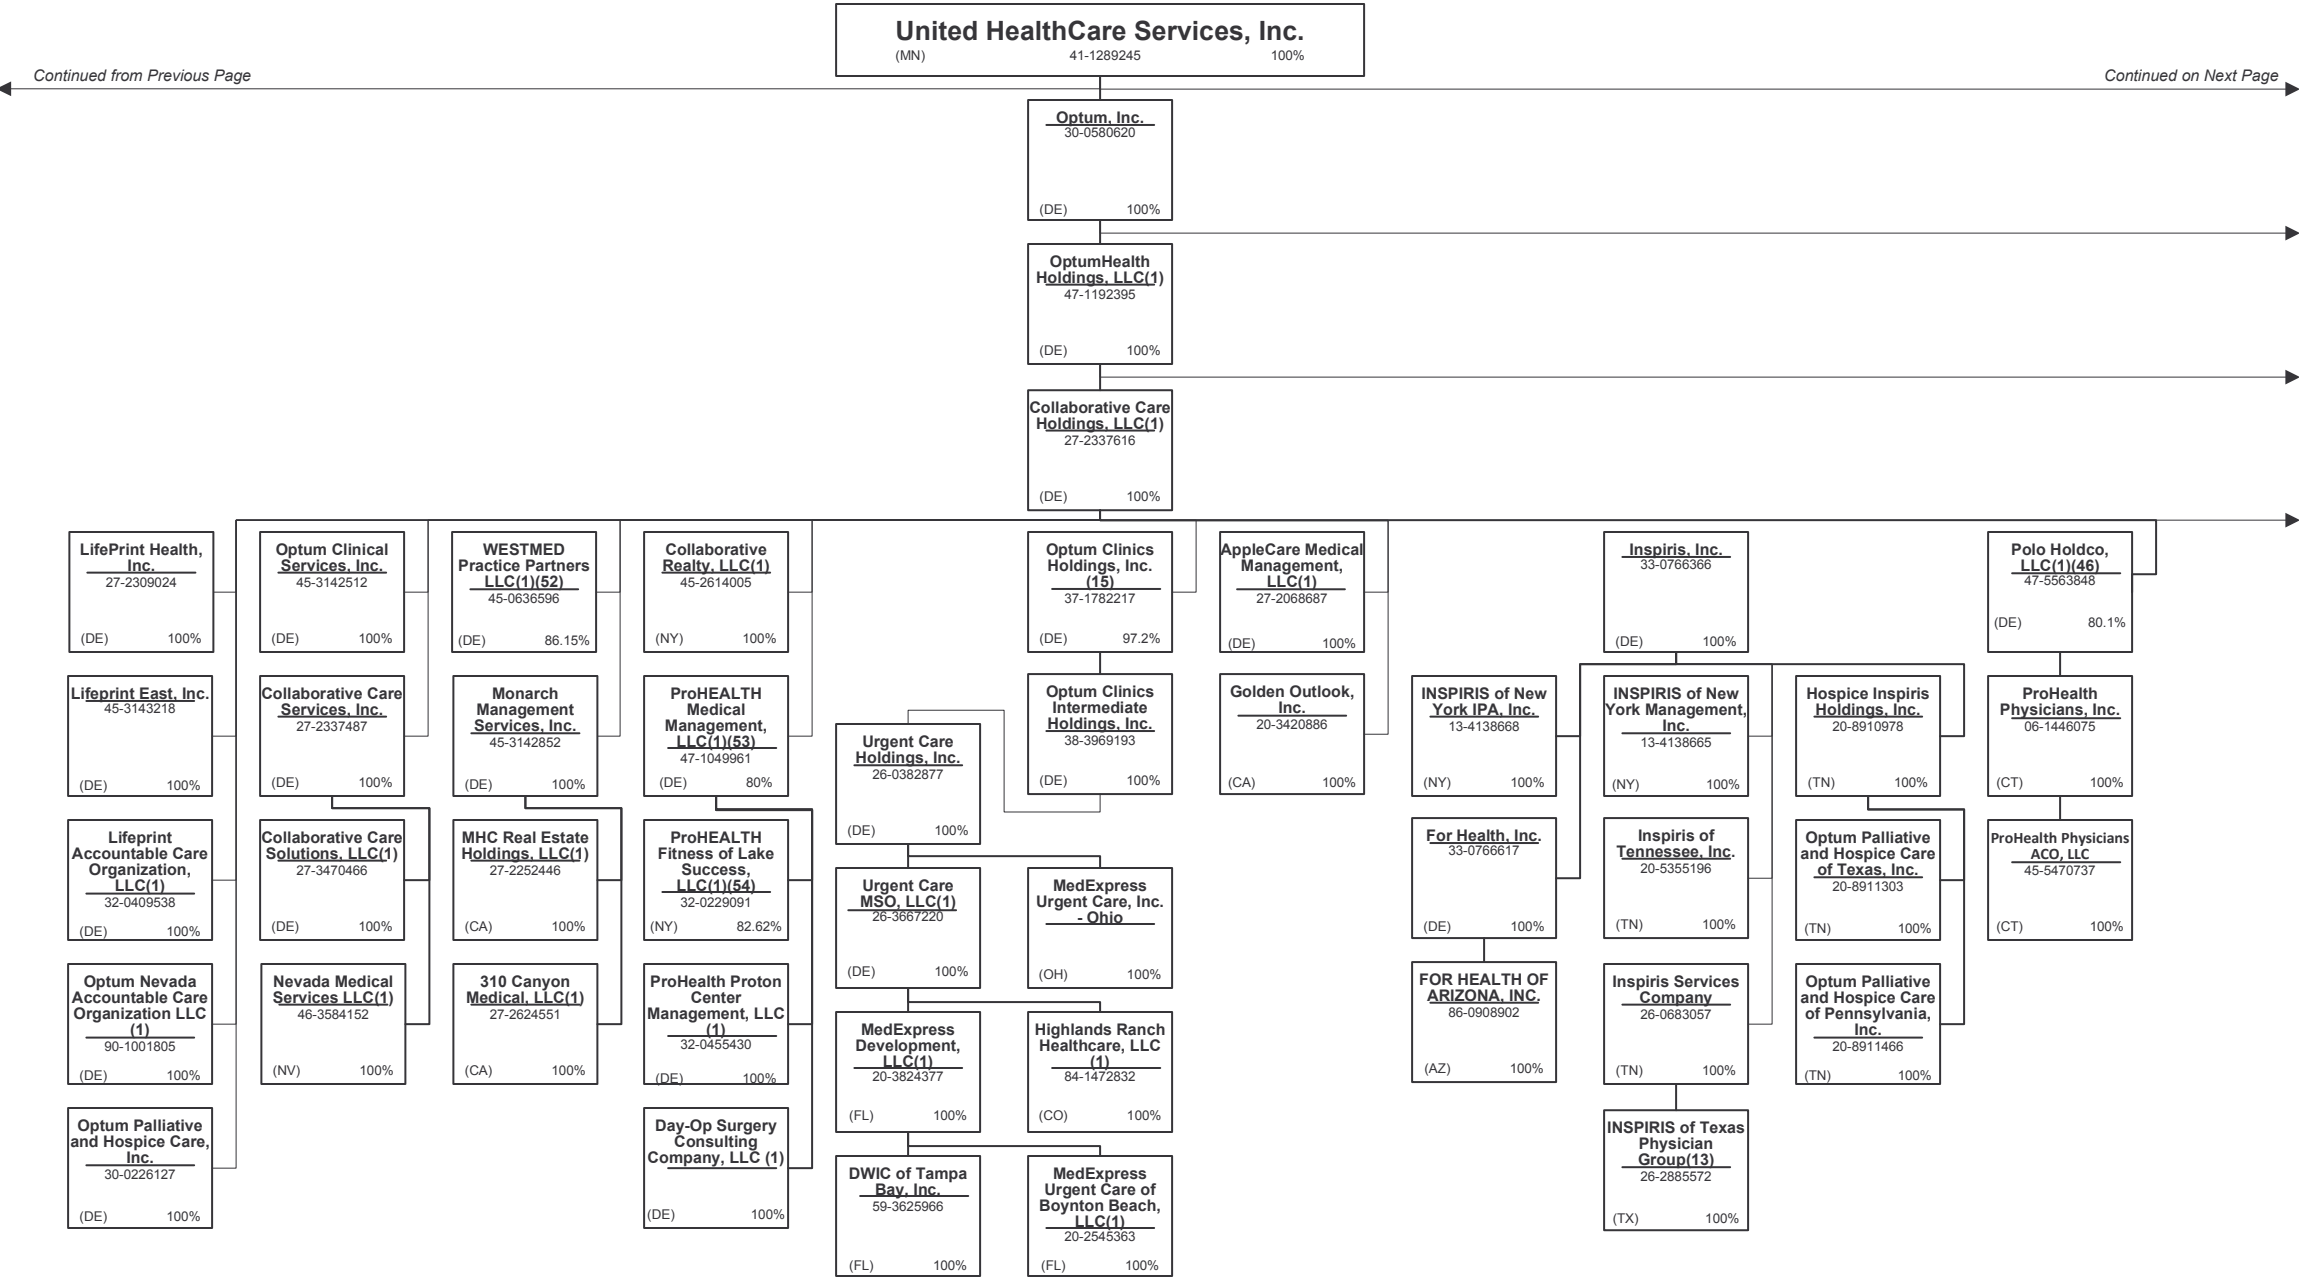 United HealthCare Services, Inc.
(MN) 41-1289245 100%
Continued from Previous Page
Continued on Next Page
Optum, Inc.
30-0580620
(DE) 100%
OptumHealth
Holdings, LLC(1)
47-1192395
(DE) 100%
Collaborative Care
Holdings, LLC(1)
27-2337616
(DE) 100%
LifePrint Health,
Inc.
27-2309024
(DE) 100%
Optum Clinical
Services, Inc.
45-3142512
(DE) 100%
WESTMED
Practice Partners
LLC(1)(52)
45-0636596
(DE) 86.15%
Collaborative
Realty, LLC(1)
45-2614005
(NY) 100%
Optum Clinics
Holdings, Inc.
(15)
37-1782217
(DE) 97.2%
AppleCare Medical
Management,
LLC(1)
27-2068687
(DE) 100%
Inspiris, Inc.
33-0766366
(DE) 100%
Polo Holdco,
LLC(1)(46)
47-5563848
(DE) 80.1%
Lifeprint East, Inc.
45-3143218
(DE) 100%
Collaborative Care
Services, Inc.
27-2337487
(DE) 100%
Monarch
Management
Services, Inc.
45-3142852
(DE) 100%
ProHEALTH
Medical
Management,
LLC(1)(53)
47-1049961
(DE) 80%
Urgent Care
Holdings, Inc.
26-0382877
(DE) 100%
Optum Clinics
Intermediate
Holdings, Inc.
38-3969193
(DE) 100%
Golden Outlook,
Inc.
20-3420886
(CA) 100%
INSPIRIS of New
York IPA, Inc.
13-4138668
(NY) 100%
INSPIRIS of New
York Management,
Inc.
13-4138665
(NY) 100%
Hospice Inspiris
Holdings, Inc.
20-8910978
(TN) 100%
ProHealth
Physicians, Inc.
06-1446075
(CT) 100%
Lifeprint
Accountable Care
Organization,
LLC(1)
32-0409538
(DE) 100%
Collaborative Care
Solutions, LLC(1)
27-3470466
(DE) 100%
MHC Real Estate
Holdings, LLC(1)
27-2252446
(CA) 100%
ProHEALTH
Fitness of Lake
Success,
LLC(1)(54)
32-0229091
(NY) 82.62%
Urgent Care
MSO, LLC(1)
26-3667220
(DE) 100%
MedExpress
Urgent Care, Inc.
- Ohio
(OH) 100%
For Health, Inc.
33-0766617
(DE) 100%
Inspiris of
Tennessee, Inc.
20-5355196
(TN) 100%
Optum Palliative
and Hospice Care
of Texas, Inc.
20-8911303
(TN) 100%
ProHealth Physicians
ACO, LLC
45-5470737
(CT) 100%
Optum Nevada
Accountable Care
Organization LLC
(1)
90-1001805
(DE) 100%
Nevada Medical
Services LLC(1)
46-3584152
(NV) 100%
310 Canyon
Medical, LLC(1)
27-2624551
(CA) 100%
ProHealth Proton
Center
Management, LLC
(1)
32-0455430
(DE) 100%
MedExpress
Development,
LLC(1)
20-3824377
(FL) 100%
Highlands Ranch
Healthcare, LLC
(1)
84-1472832
(CO) 100%
FOR HEALTH OF
ARIZONA, INC.
86-0908902
(AZ) 100%
Inspiris Services
Company
26-0683057
(TN) 100%
Optum Palliative
and Hospice Care
of Pennsylvania,
Inc.
20-8911466
(TN) 100%
Optum Palliative
and Hospice Care,
Inc.
30-0226127
(DE) 100%
Day-Op Surgery
Consulting
Company, LLC (1)
(DE) 100%
DWIC of Tampa
Bay, Inc.
59-3625966
(FL) 100%
MedExpress
Urgent Care of
Boynton Beach,
LLC(1)
20-2545363
(FL) 100%
INSPIRIS of Texas
Physician
Group(13)
26-2885572
(TX) 100%